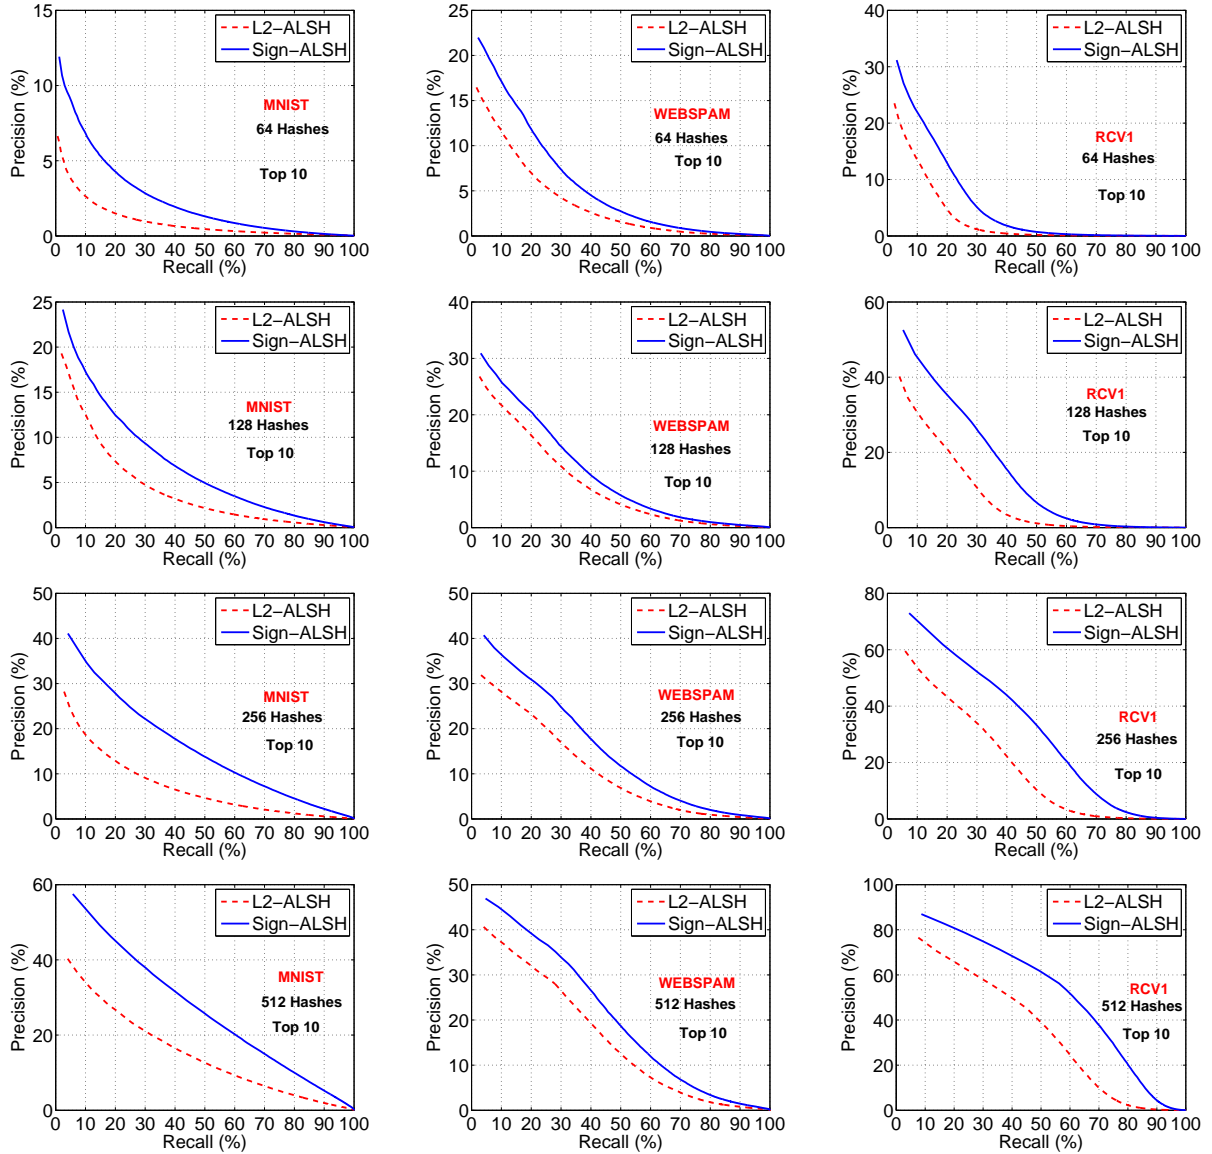 15
10
5
0
Precision (%)
L2−ALSH
Sign−ALSH
MNIST
64 Hashes
Top 10
0 10 20 30 40 50 60 70 80 90 100
Recall (%)
25
20
15
10
5
0
Precision (%)
L2−ALSH
Sign−ALSH
WEBSPAM
64 Hashes
Top 10
0 10 20 30 40 50 60 70 80 90 100
Recall (%)
40
30
20
10
0
Precision (%)
L2−ALSH
Sign−ALSH
RCV1
64 Hashes
Top 10
0 10 20 30 40 50 60 70 80 90 100
Recall (%)
25
20
15
10
5
0
Precision (%)
L2−ALSH
Sign−ALSH
MNIST
128 Hashes
Top 10
0 10 20 30 40 50 60 70 80 90 100
Recall (%)
40
30
20
10
0
Precision (%)
L2−ALSH
Sign−ALSH
WEBSPAM
128 Hashes
Top 10
0 10 20 30 40 50 60 70 80 90 100
Recall (%)
60
40
20
0
Precision (%)
L2−ALSH
Sign−ALSH
RCV1
128 Hashes
Top 10
0 10 20 30 40 50 60 70 80 90 100
Recall (%)
50
40
30
20
10
0
Precision (%)
L2−ALSH
Sign−ALSH
MNIST
256 Hashes
Top 10
0 10 20 30 40 50 60 70 80 90 100
Recall (%)
50
40
30
20
10
0
Precision (%)
L2−ALSH
Sign−ALSH
WEBSPAM
256 Hashes
Top 10
0 10 20 30 40 50 60 70 80 90 100
Recall (%)
80
60
40
20
0
Precision (%)
L2−ALSH
Sign−ALSH
RCV1
256 Hashes
Top 10
0 10 20 30 40 50 60 70 80 90 100
Recall (%)
60
40
20
0
Precision (%)
L2−ALSH
Sign−ALSH
MNIST
512 Hashes
Top 10
0 10 20 30 40 50 60 70 80 90 100
Recall (%)
50
40
30
20
10
0
Precision (%)
L2−ALSH
Sign−ALSH
WEBSPAM
512 Hashes
Top 10
0 10 20 30 40 50 60 70 80 90 100
Recall (%)
100
80
60
40
20
0
Precision (%)
L2−ALSH
Sign−ALSH
RCV1
512 Hashes
Top 10
0 10 20 30 40 50 60 70 80 90 100
Recall (%)